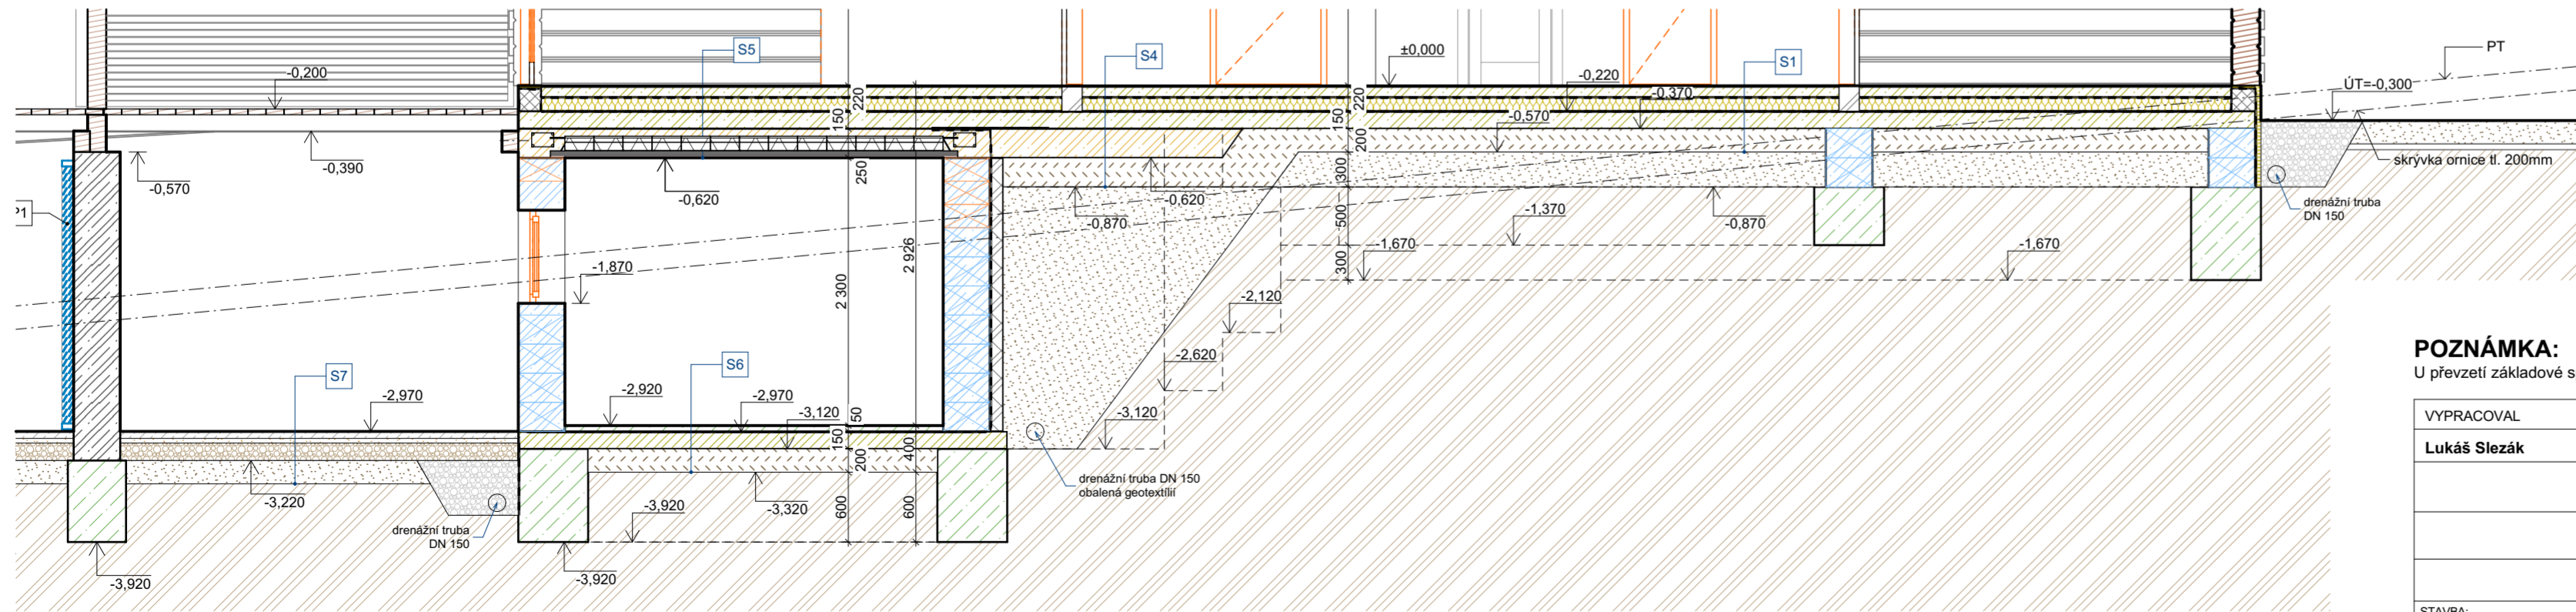 S5
S4
±0,000
PT
-0,200
-0,220
S1
ÚT=-0,300
220
220
-0,370
150
150
-0,570
200
-0,390
-0,570
250
300
skrývka ornice tl. 200mm
-0,620
-0,620
-0,870
-0,870
drenážní truba
DN 150
500
-1,370
-1,670
-1,670
300
2 926
-1,870
2 300
-2,120
-2,620
POZNÁMKA:
U převzetí základové s
S7
S6
-2,970
-2,920
-2,970
-3,120
50
-3,120
150
200
400
VYPRACOVAL
Lukáš Slezák
drenážní truba DN 150
obalená geotextílií
-3,220
-3,320
-3,920
600
600
drenážní truba
DN 150
-3,920
-3,920
STAVBA: